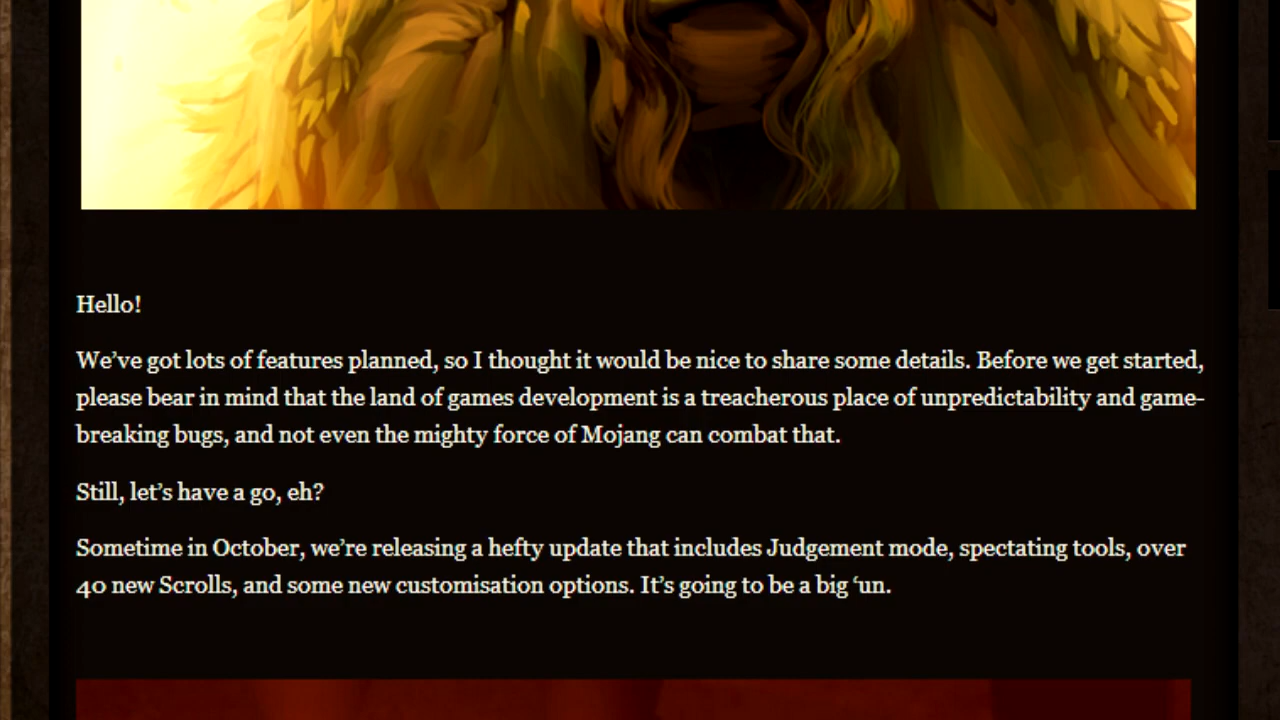 Hello!
We’ve got lots of features planned, so I thought it would be nice to share some details. Before we get started,
please bear in mind that the land of games development is a treacherous place of unpredictability and game-
breaking bugs, and not even the mighty force of Mojang can combat that.
Still, let’s have a go, eh?
Sometime in October, we’re releasing a hefty update that includes Judgement mode, spectating tools, over
40 new Scrolls, and some new customisation options. It’s going to be a big ‘un.